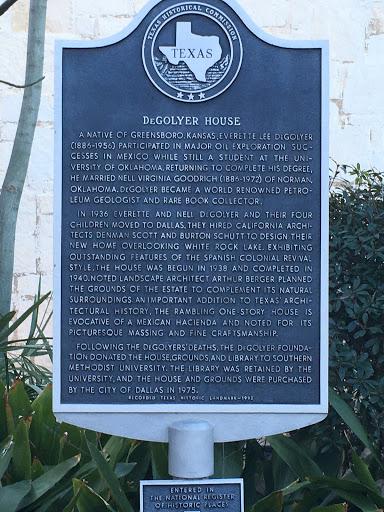 TEXAS HISTORICAL COMMISSION
TEXAS
DEGOLYER HOUSE
A NATIVE OF GREENSBORO, KANSAS, EVERETTE LEE DEGOLYER
(1886-1956) PARTICIPATED IN MAJOR OIL EXPLORATION SUC-
CESSES IN MEXICO WHILE STILL A STUDENT AT THE UNI-
VERSITY OF OKLAHOMA. RETURNING TO COMPLETE HIS DEGREE,
HE MARRIED NELL VIRGINIA GOODRICH (1886-1972) OF NORMAN,
OKLAHOMA. DEGOLYER BECAME A WORLD RENOWNED PETRO-
LEUM GEOLOGIST AND RARE BOOK COLLECTOR.
IN 1936 EVERETTE AND NELL DEGOLYER AND THEIR FOUR
CHILDREN MOVED TO DALLAS. THEY HIRED CALIFORNIA ARCHI-
TECTS DENMAN SCOTT AND BURTON SCHUTT TO DESIGN THEIR
NEW HOME OVERLOOKING WHITE ROCK LAKE. EXHIBITING
OUTSTANDING FEATURES OF THE SPANISH COLONIAL REVIVAL
STYLE, THE HOUSE WAS BEGUN IN 1938 AND COMPLETED IN
1940. NOTED LANDSCAPE ARCHITECT ARTHUR BERGER PLANNED
THE GROUNDS OF THE ESTATE TO COMPLEMENT ITS NATURAL
SURROUNDINGS. AN IMPORTANT ADDITION TO TEXAS' ARCHI-
TECTURAL HISTORY, THE RAMBLING ONE-STORY HOUSE IS
EVOCATIVE OF A MEXICAN HACIENDA AND NOTED FOR ITS
PICTURESQUE MASSING AND FINE CRAFTSMANSHIP.
FOLLOWING THE DEGOLYERS' DEATHS, THE DEGOLYER FOUNDA-
TION DONATED THE HOUSE, GROUNDS, AND LIBRARY TO SOUTHERN
METHODIST UNIVERSITY. THE LIBRARY WAS RETAINED BY THE
UNIVERSITY, AND THE HOUSE AND GROUNDS WERE PURCHASED
BY THE CITY OF DALLAS IN 1975.
RECORDED TEXAS HISTORIC LANDMARK-1992
ENTERED IN
THE NATIONAL REGISTER
OF HISTORIC PLACES